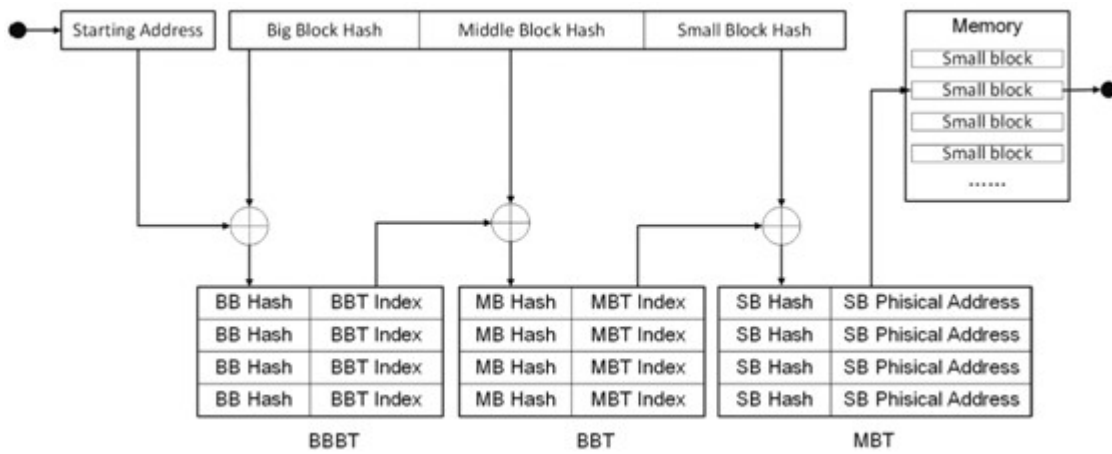 Starting Address Big Block Hash Middle Block Hash Small Block Hash
Memory
Small block
Small block
Small block
Small block
......
BB Hash BBT Index MB Hash MBT Index SB Hash SB Phisical Address
BB Hash BBT Index MB Hash MBT Index SB Hash SB Phisical Address
BB Hash BBT Index MB Hash MBT Index SB Hash SB Phisical Address
BB Hash BBT Index MB Hash MBT Index SB Hash SB Phisical Address
BBBT BBT MBT